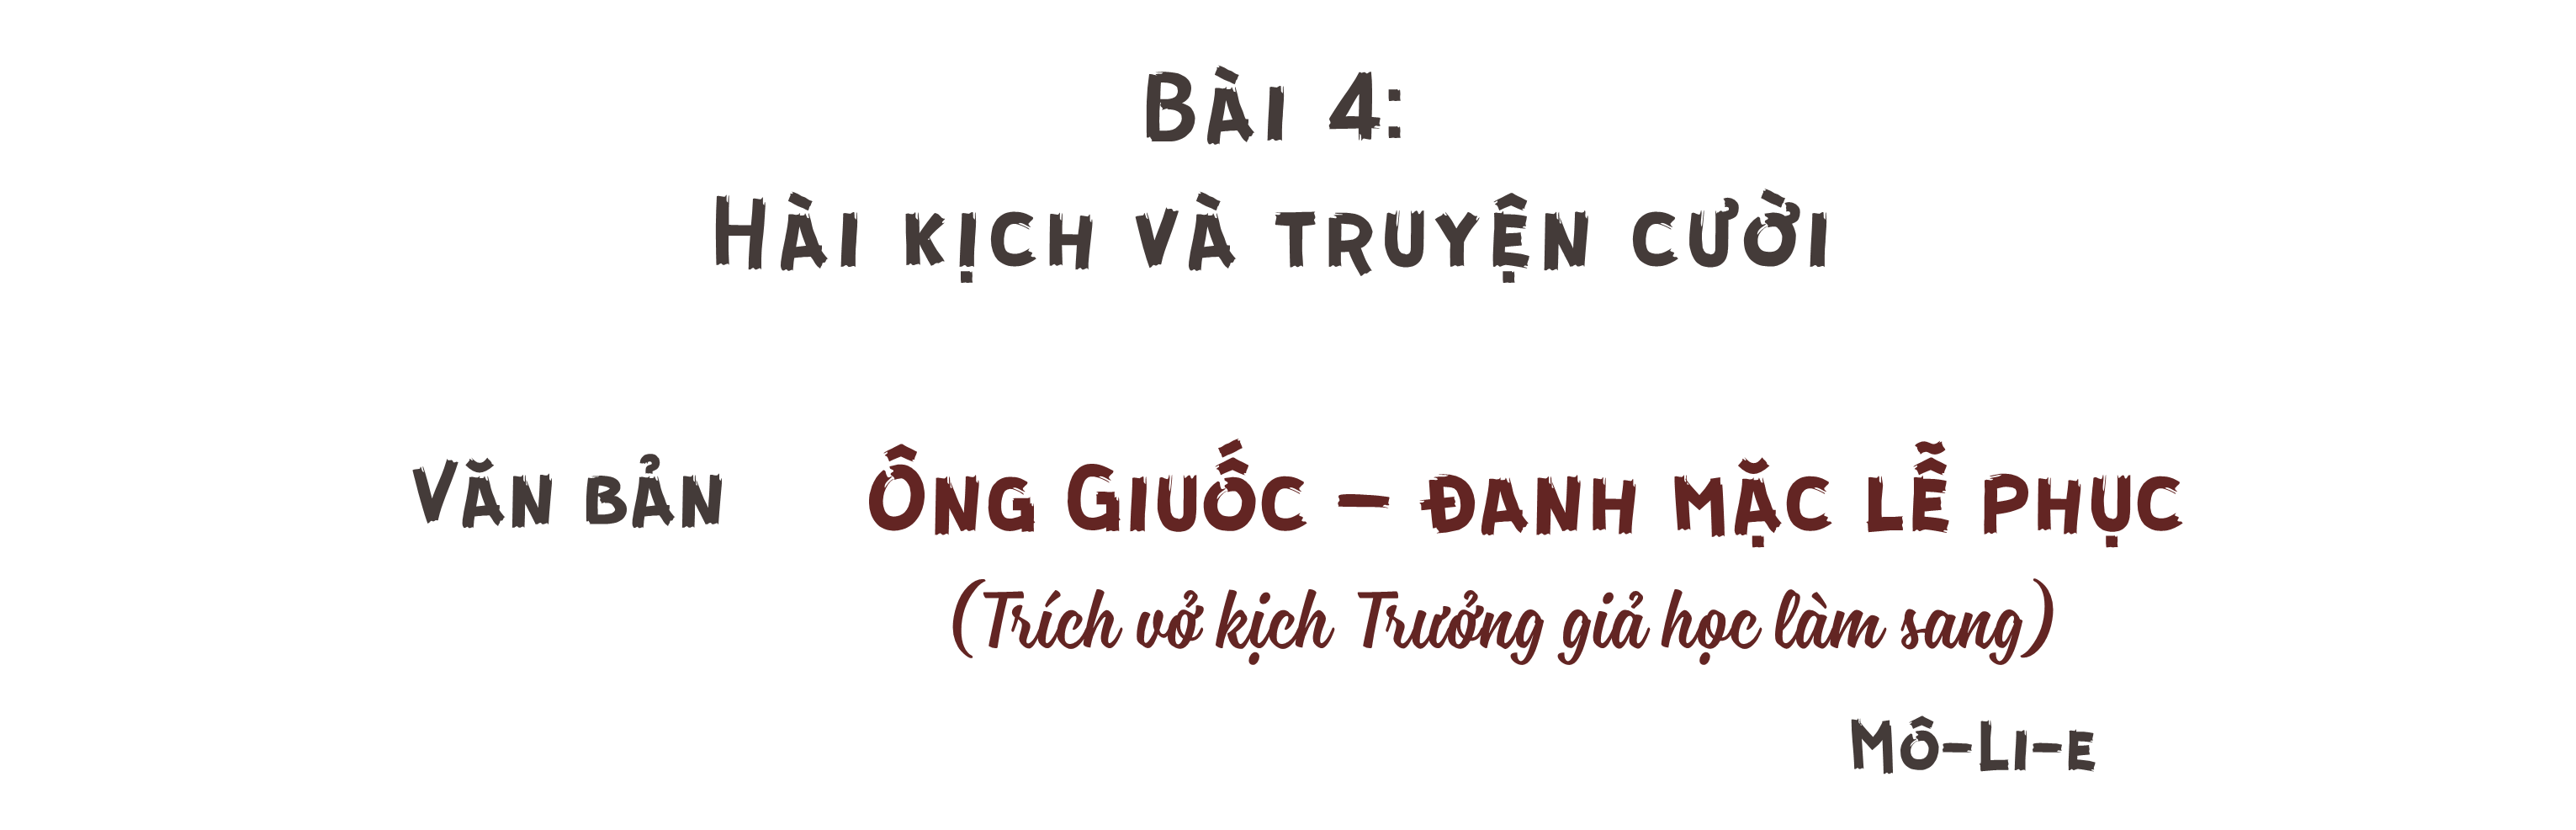 Bài 4:
Hài kịch và truyện cười
Văn bản Ông Giuốc – Đanh mặc lễ phục
(Trích vở kịch Trưởng giả học làm sang)
Mô-Li-e